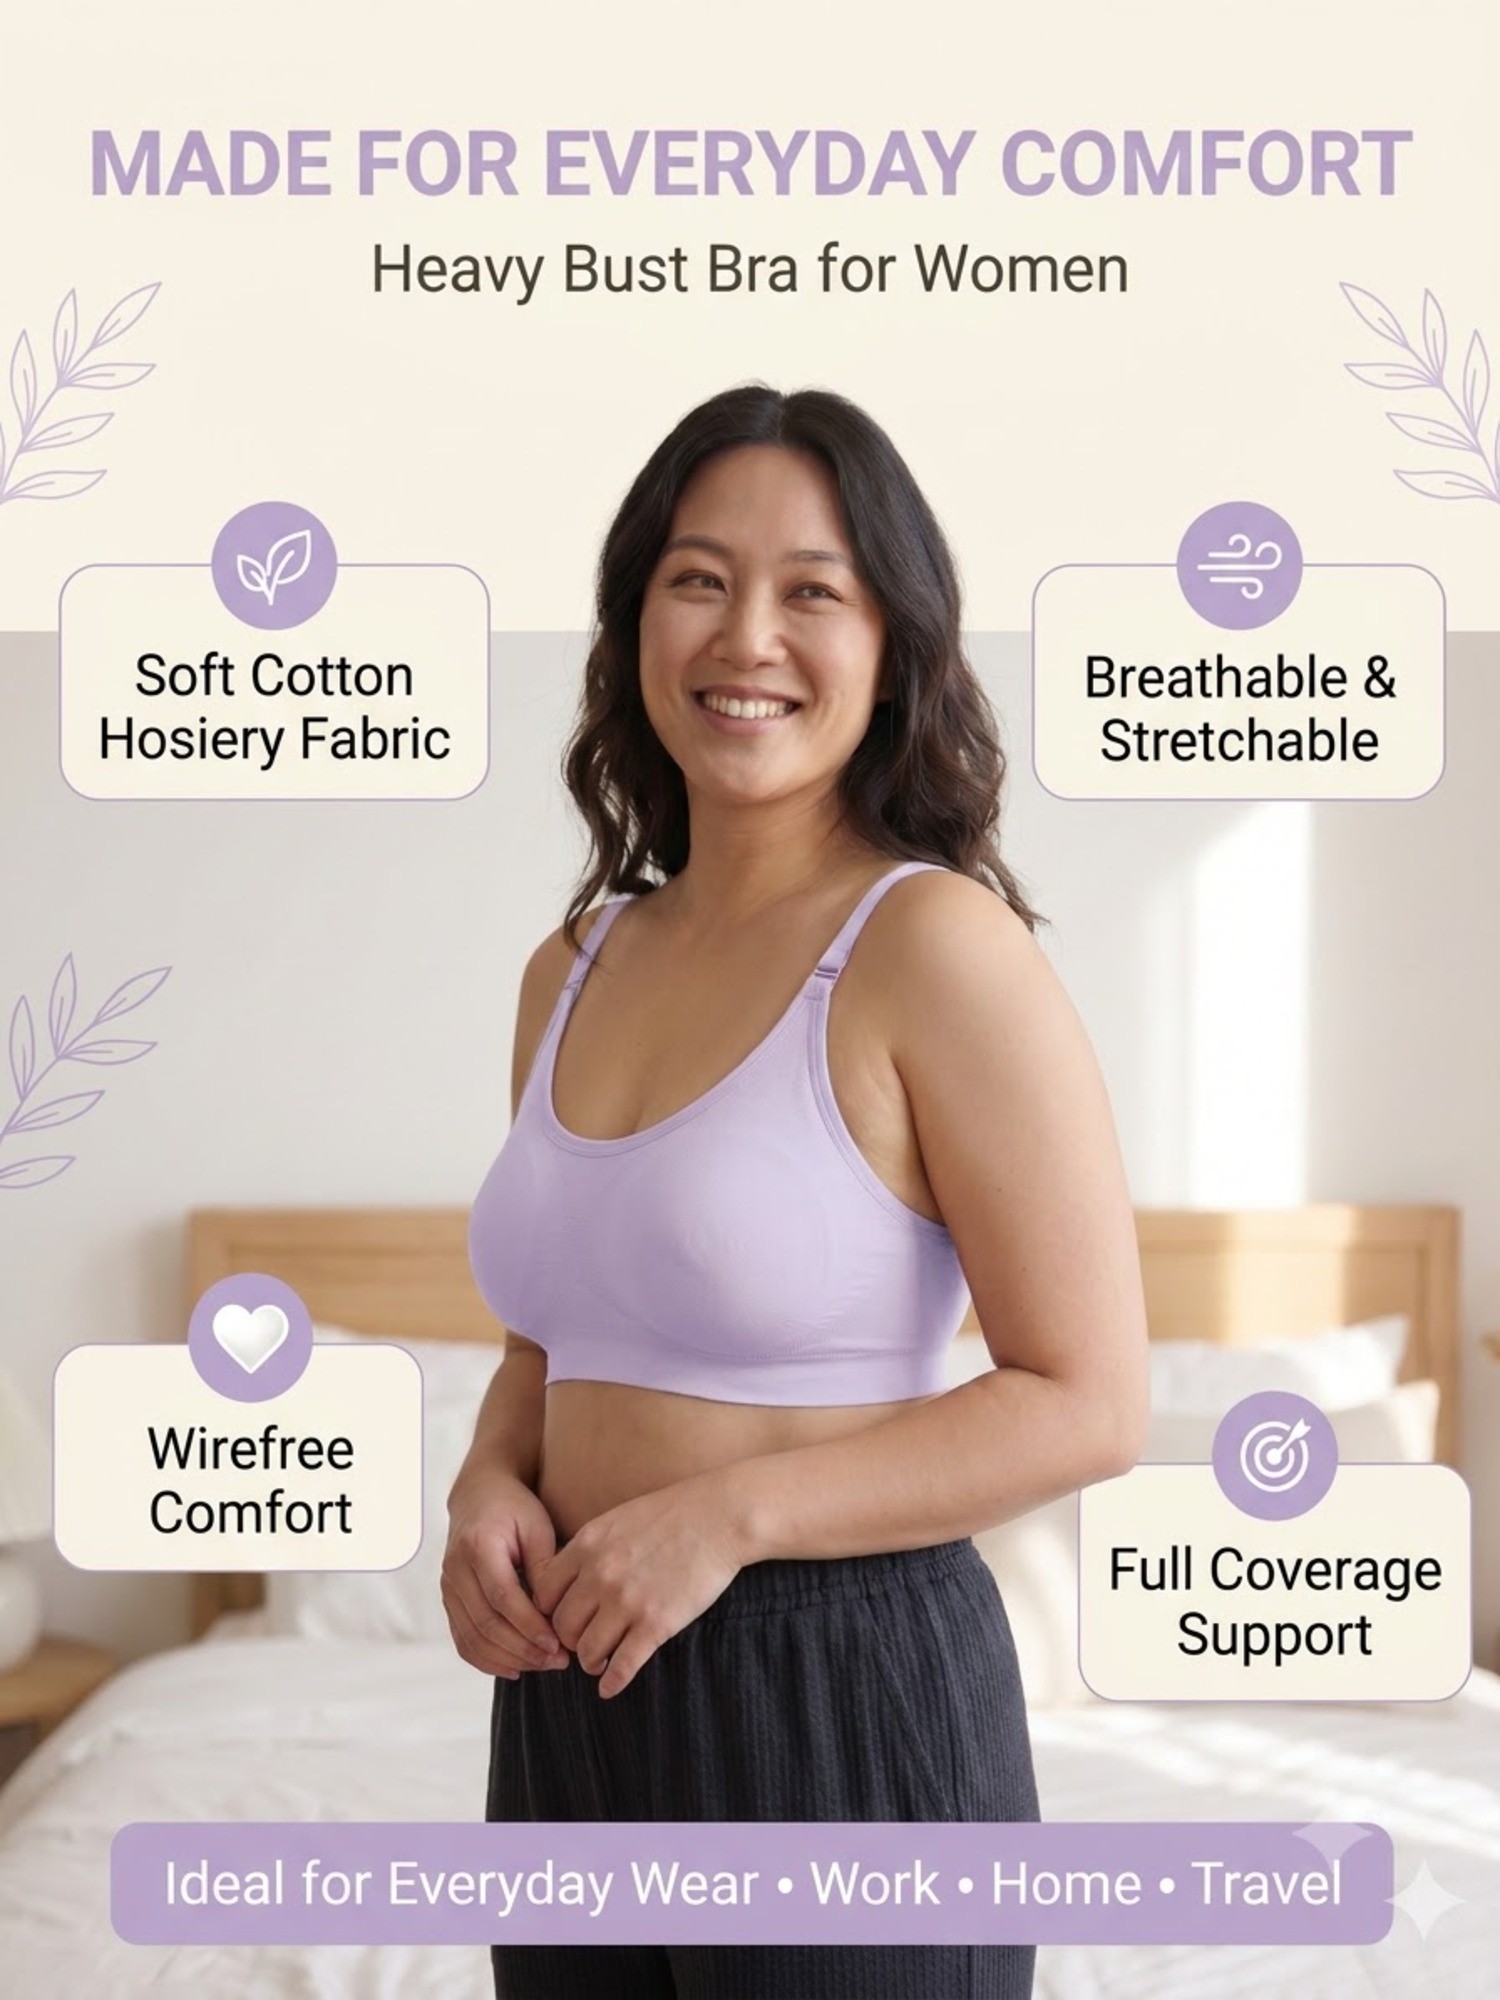 MADE FOR EVERYDAY COMFORT
Heavy Bust Bra for Women
Soft Cotton
Hosiery Fabric
Breathable &
Stretchable
Wirefree
Comfort
Full Coverage
Support
Ideal for Everyday Wear • Work • Home • Travel